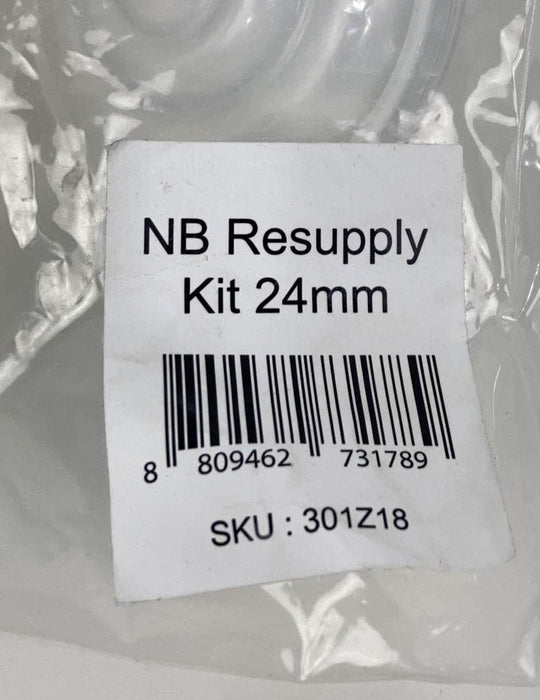 NB Resupply
Kit 24mm
8 809462 731789
SKU : 301Z18